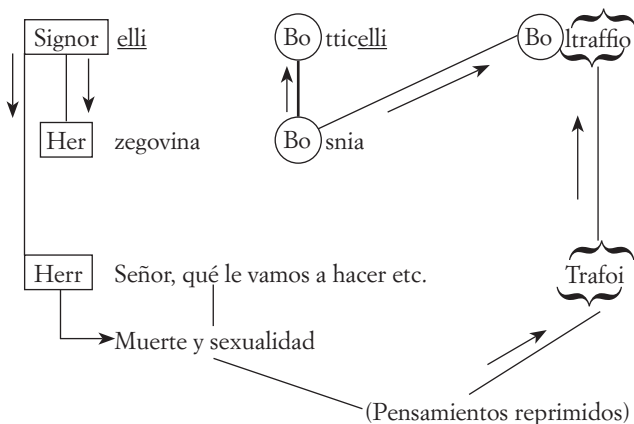 Signor elli Bo tticelli Bo ltraffio
Her zegovina Bo snia
Herr Señor, qué le vamos a hacer etc. Trafoi
Muerte y sexualidad
(Pensamientos reprimidos)